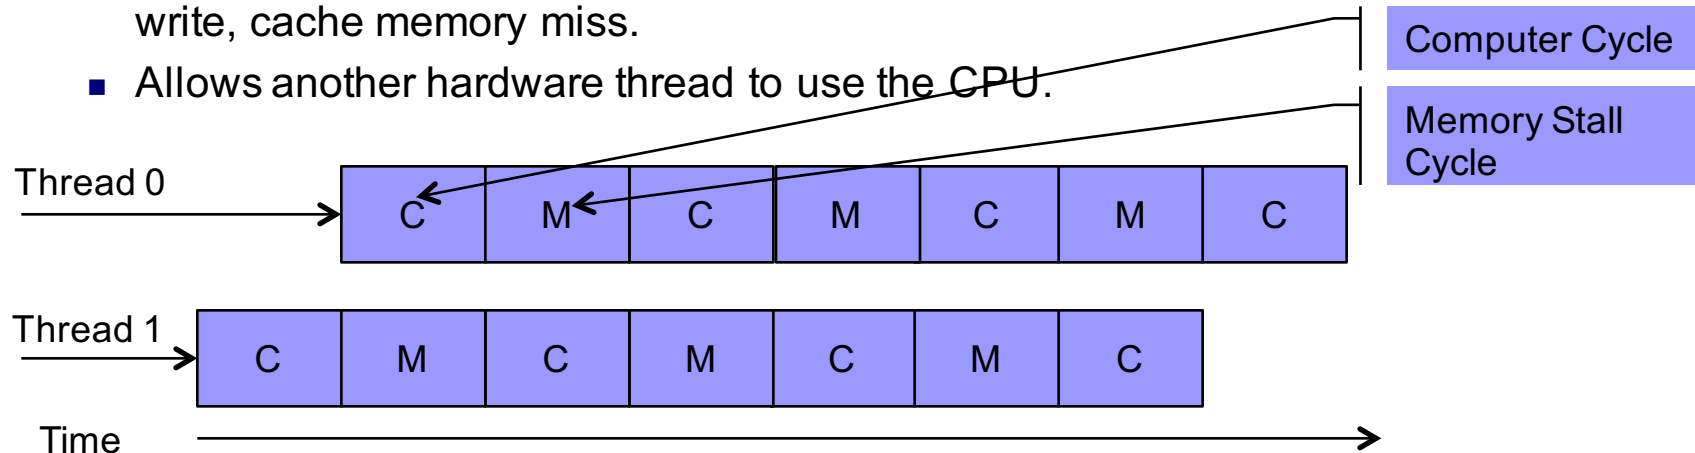 write, cache memory miss.
■ Allows another hardware thread to use the CPU.
Computer Cycle
Memory Stall
Cycle
Thread 0
C M C M C M C
Thread 1
C M C M C M C
Time